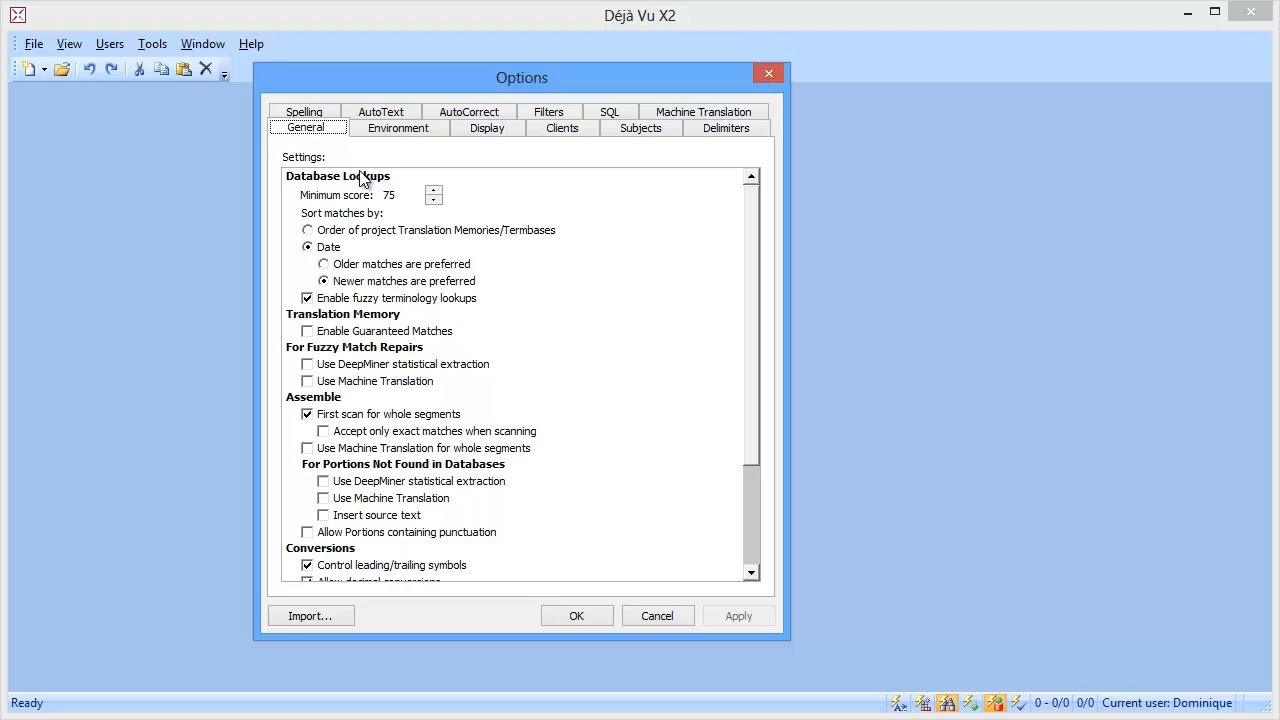 Déjà Vu X2
File View Users Tools Window Help
Options
Spelling AutoText AutoCorrect Filters SQL Machine Translation
General Environment Display Clients Subjects Delimiters
Settings:
Database Lookups
Minimum score: 75
Sort matches by:
Order of project Translation Memories/Termbases
Date
Older matches are preferred
Newer matches are preferred
Enable fuzzy terminology lookups
Translation Memory
Enable Guaranteed Matches
For Fuzzy Match Repairs
Use DeepMiner statistical extraction
Use Machine Translation
Assemble
First scan for whole segments
Accept only exact matches when scanning
Use Machine Translation for whole segments
For Portions Not Found in Databases
Use DeepMiner statistical extraction
Use Machine Translation
Insert source text
Allow Portions containing punctuation
Conversions
Control leading/trailing symbols
Allow decimal conversions
Import... OK Cancel Apply
Ready 0 - 0/0 0/0 Current user: Dominique